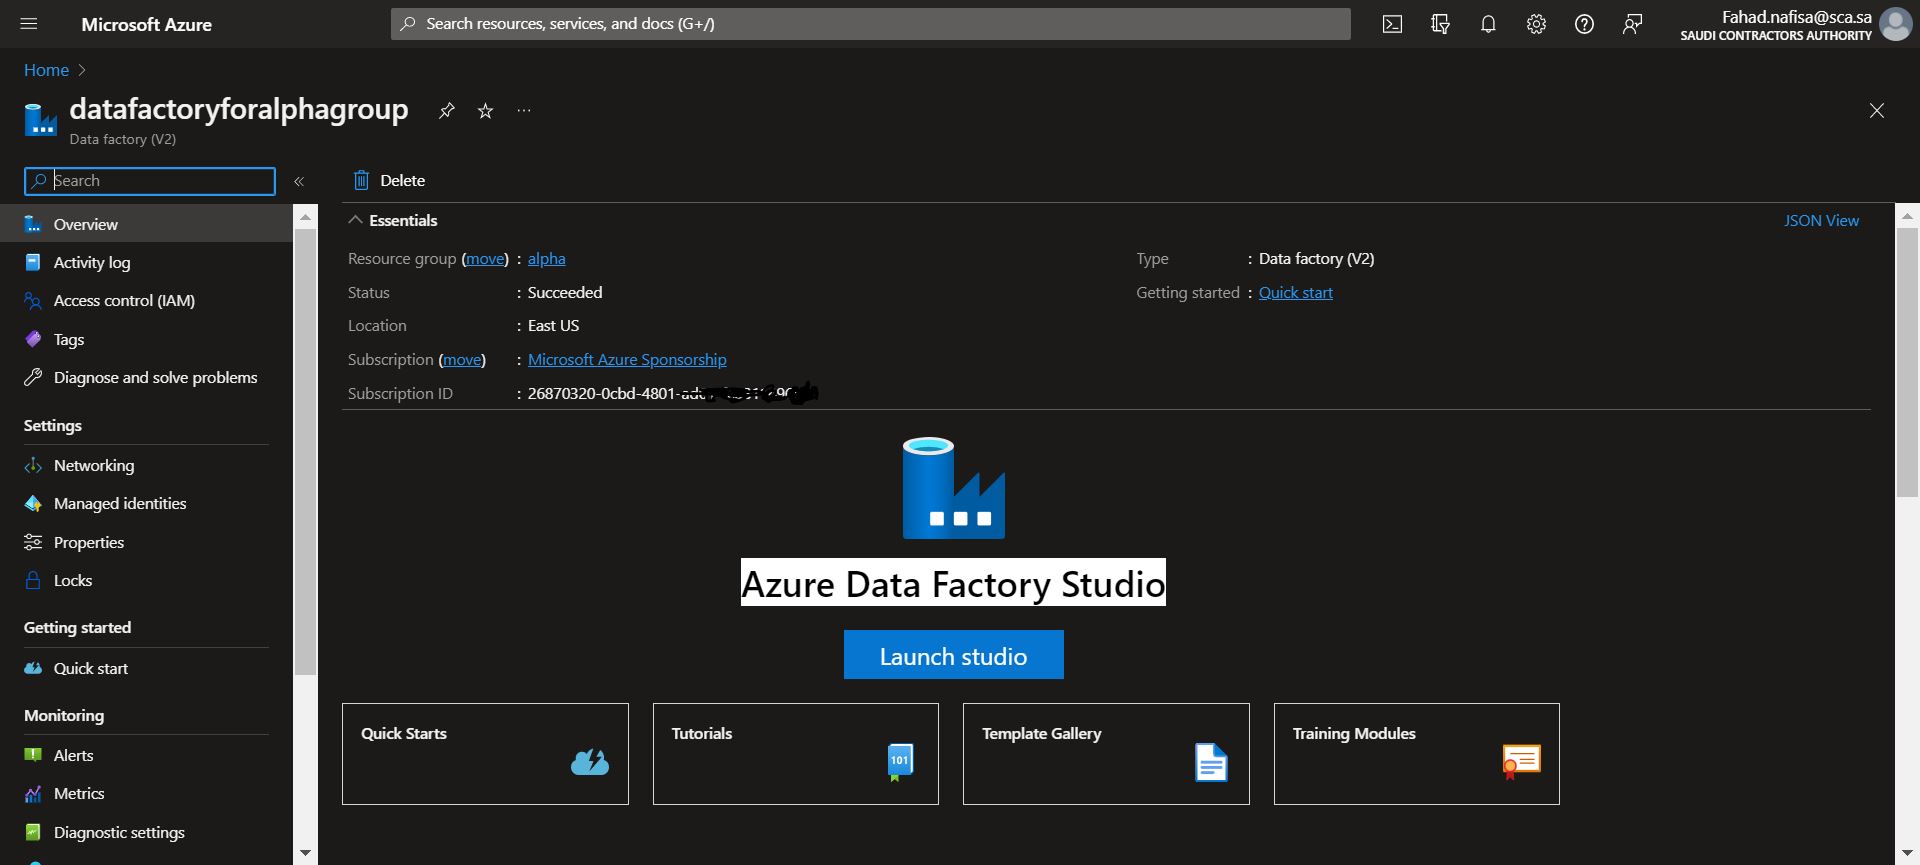 Microsoft Azure
Search resources, services, and docs (G+/)
Fahad.nafisa@sca.sa
SAUDI CONTRACTORS AUTHORITY
Home >
datafactoryforalphagroup
Data factory (V2)
Search
«
Delete
Overview
Activity log
Access control (IAM)
Tags
Diagnose and solve problems
Settings
Networking
Managed identities
Properties
Locks
Getting started
Quick start
Monitoring
Alerts
Metrics
Diagnostic settings
Essentials
JSON View
Resource group (move) : alpha
Status : Succeeded
Location : East US
Subscription (move) : Microsoft Azure Sponsorship
Subscription ID : 26870320-0cbd-4801-
Type : Data factory (V2)
Getting started : Quick start
Azure Data Factory Studio
Launch studio
Quick Starts
Tutorials
101
Template Gallery
Training Modules